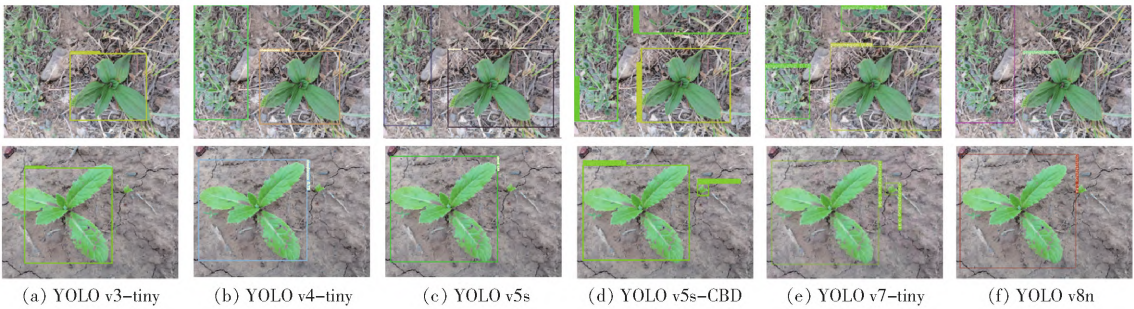 (a) YOLO v3-tiny
(b) YOLO v4-tiny
(c) YOLO v5s
(d) YOLO v5s-CBD
(e) YOLO v7-tiny
(f) YOLO v8n